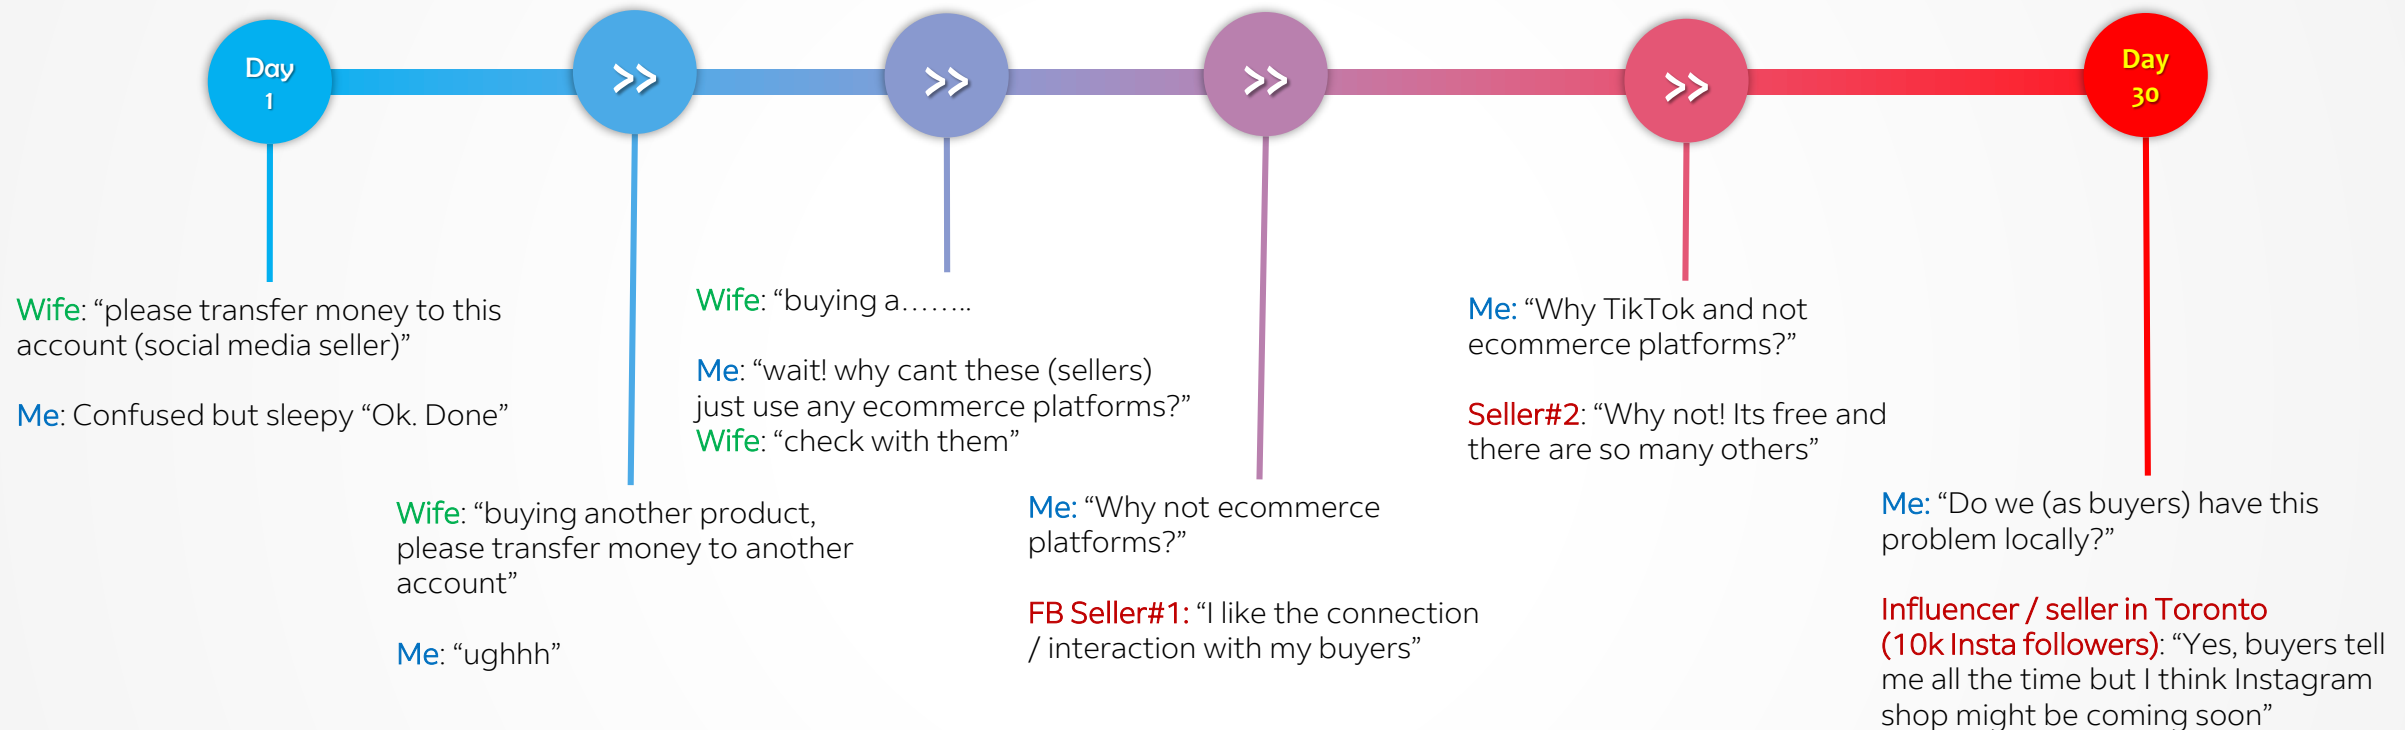 Day
1
>>
>>
>>
>>
Day
30
Wife: “please transfer money to this
account (social media seller)”
Me: Confused but sleepy “Ok. Done”
Wife: “buying another product,
please transfer money to another
account”
Me: “ughhh”
Wife: “buying a……..
Me: “wait! why cant these (sellers)
just use any ecommerce platforms?”
Wife: “check with them”
Me: “Why not ecommerce
platforms?”
FB Seller#1: “I like the connection
/ interaction with my buyers”
Me: “Why TikTok and not
ecommerce platforms?”
Seller#2: “Why not! Its free and
there are so many others”
Me: “Do we (as buyers) have this
problem locally?”
Influencer / seller in Toronto
(10k Insta followers): “Yes, buyers tell
me all the time but I think Instagram
shop might be coming soon”